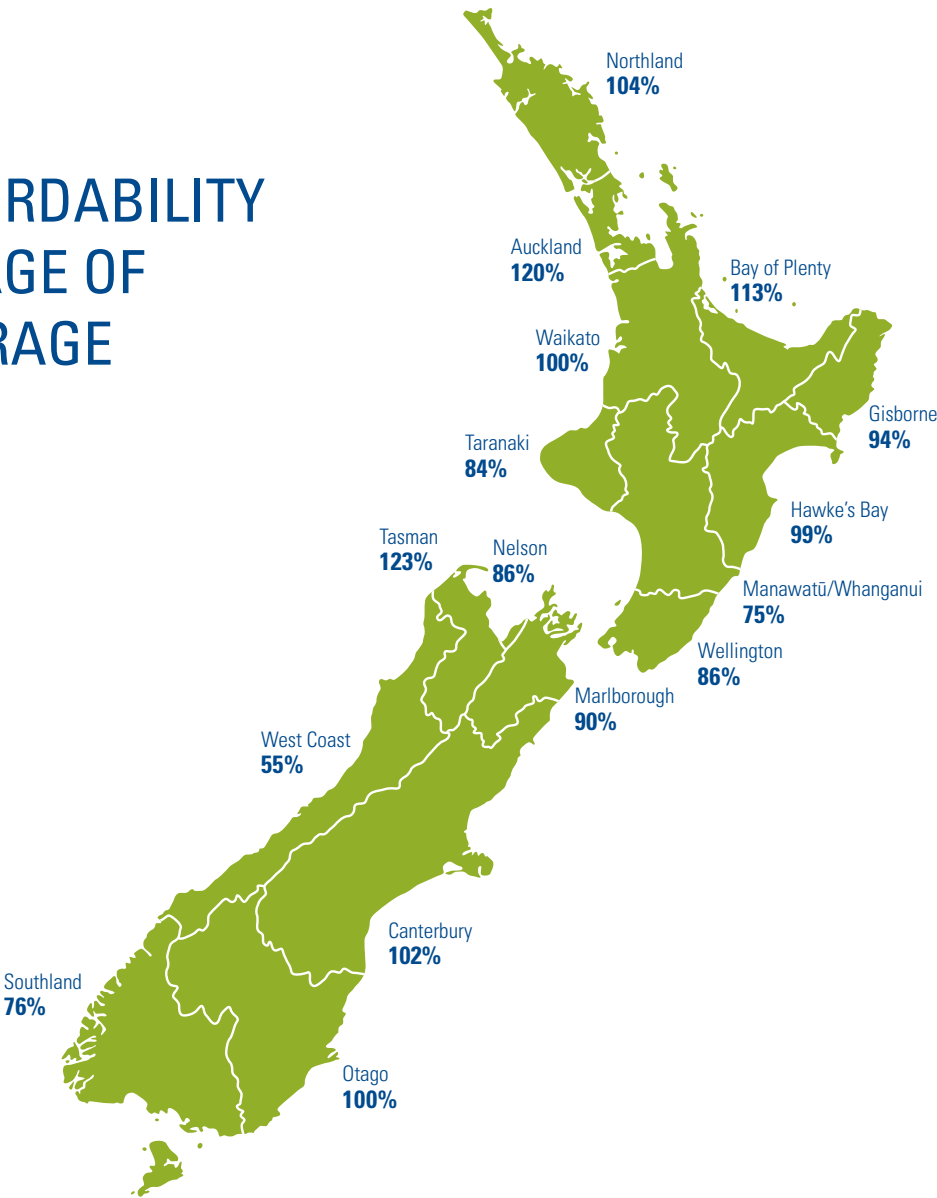 Northland
104%
RDABILITY
AGE OF
RAGE
Auckland
120%
Bay of Plenty
113%
Waikato
100%
Gisborne
94%
Taranaki
84%
Hawke's Bay
99%
Tasman
123%
Nelson
86%
Manawatū/Whanganui
75%
Wellington
86%
Marlborough
90%
West Coast
55%
Canterbury
102%
Southland
76%
Otago
100%